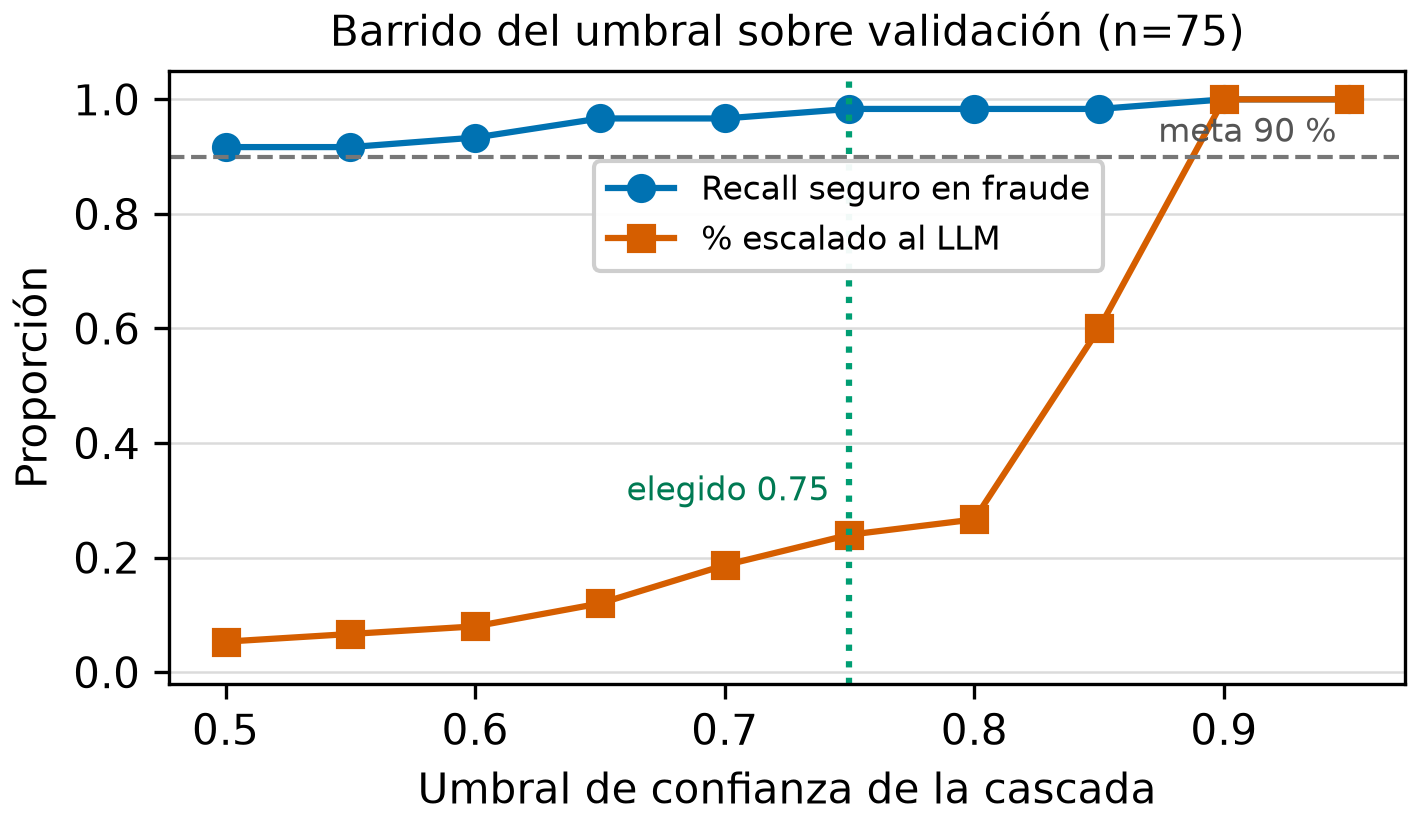 Barrido del umbral sobre validación (n=75)
1.0
0.8
0.6
0.4
0.2
0.0
Proporción
meta 90 %
Recall seguro en fraude
% escalado al LLM
elegido 0.75
0.5 0.6 0.7 0.8 0.9
Umbral de confianza de la cascada